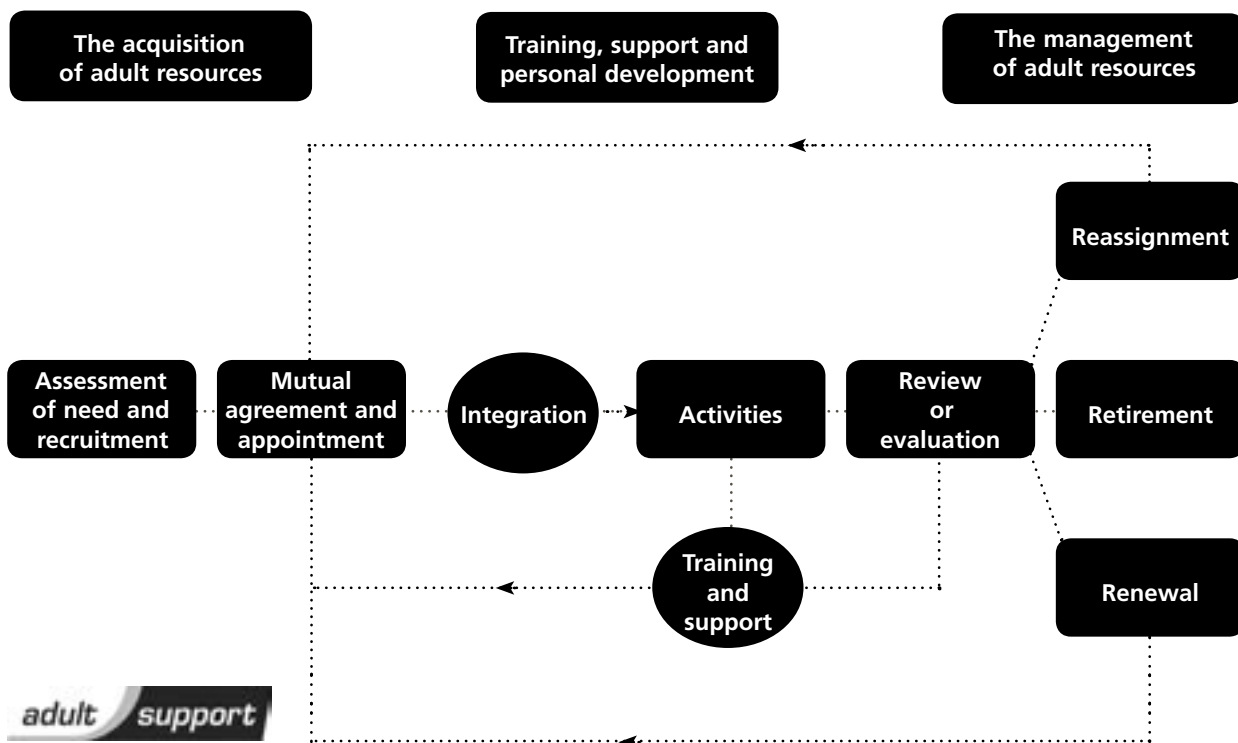 The acquisition
of adult resources
Training, support and
personal development
The management
of adult resources
Reassignment
Assessment
of need and
recruitment
Mutual
agreement and
appointment
Integration
Activities
Review
or
evaluation
Retirement
Training
and
support
Renewal
adult support